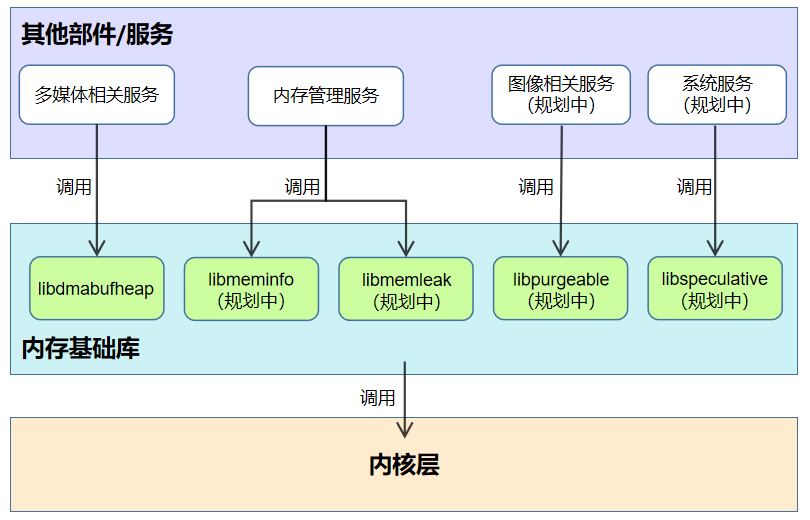 其他部件/服务
多媒体相关服务
内存管理服务
图像相关服务
（规划中）
系统服务
（规划中）
调用
调用
调用
调用
libdmabufheap
libmeminfo
（规划中）
libmemleak
（规划中）
libpurgeable
（规划中）
libspeculative
（规划中）
内存基础库
调用
内核层